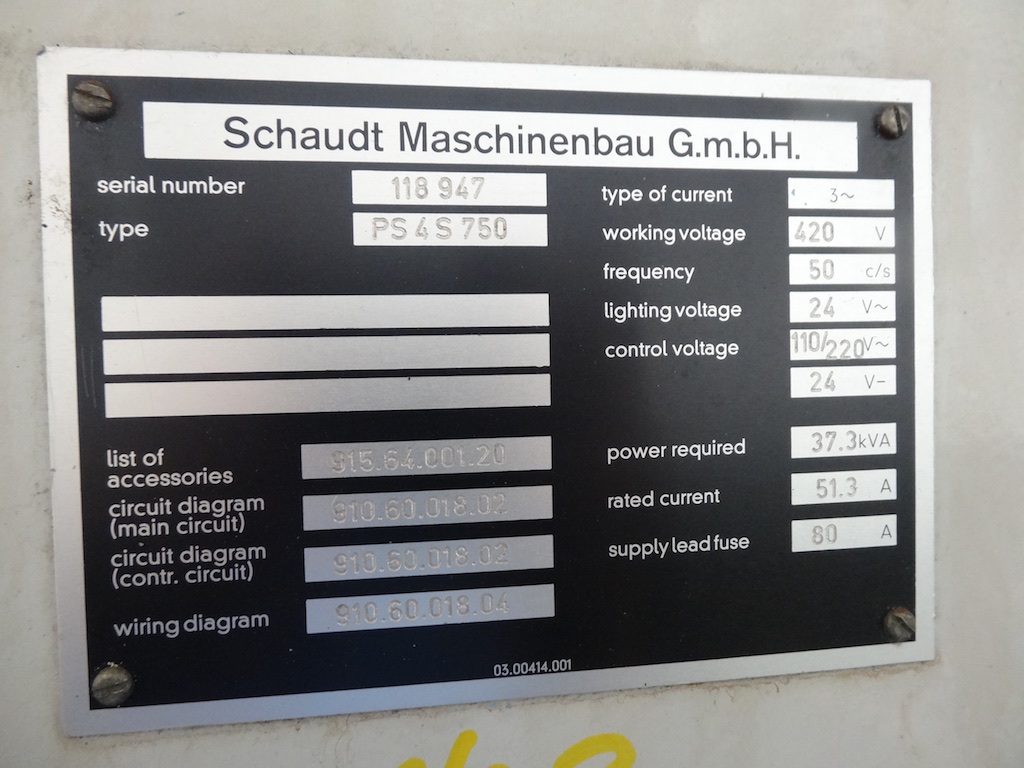 Schaudt Maschinenbau G.m.b.H.
serial number 118 947
type PS 4 S 750
list of
accessories 915.64.001.20
circuit diagram
(main circuit) 910.60.018.02
circuit diagram
(contr. circuit) 910.60.018.02
wiring diagram 910.60.018.04
type of current 3~
working voltage 420 V
frequency 50 c/s
lighting voltage 24 V~
control voltage 110/220 V~
24 V–
power required 37.3 kVA
rated current 51.3 A
supply lead fuse 80 A
03.00414.001